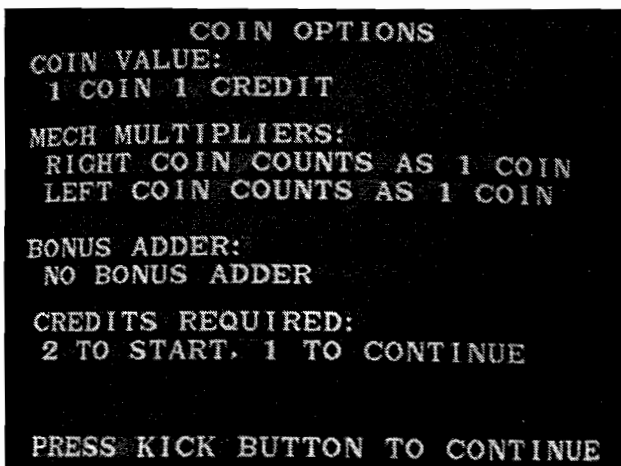 COIN OPTIONS
COIN VALUE:
1 COIN 1 CREDIT
MECH MULTIPLIERS:
RIGHT COIN COUNTS AS 1 COIN
LEFT COIN COUNTS AS 1 COIN
BONUS ADDER:
NO BONUS ADDER
CREDITS REQUIRED:
2 TO START, 1 TO CONTINUE
PRESS KICK BUTTON TO CONTINUE